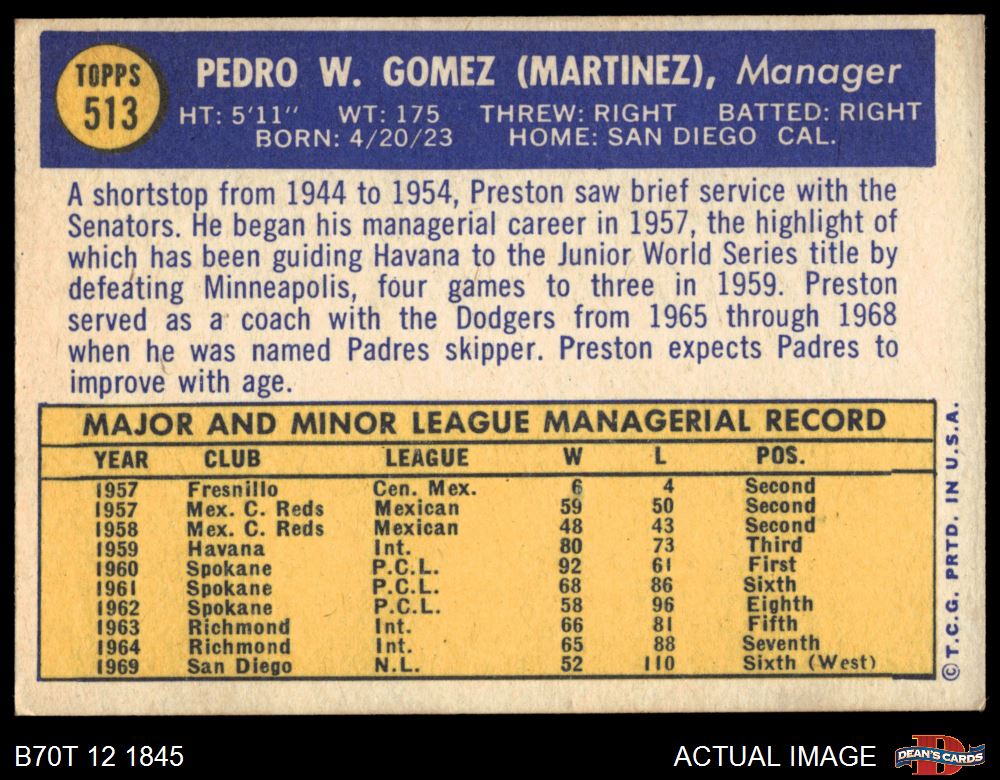 TOPPS
513
PEDRO W. GOMEZ (MARTINEZ), Manager
HT: 5'11" WT: 175 THREW: RIGHT BATTED: RIGHT
BORN: 4/20/23 HOME: SAN DIEGO CAL.
A shortstop from 1944 to 1954, Preston saw brief service with the
Senators. He began his managerial career in 1957, the highlight of
which has been guiding Havana to the Junior World Series title by
defeating Minneapolis, four games to three in 1959. Preston
served as a coach with the Dodgers from 1965 through 1968
when he was named Padres skipper. Preston expects Padres to
improve with age.
MAJOR AND MINOR LEAGUE MANAGERIAL RECORD
YEAR CLUB LEAGUE W L POS.
1957 Fresnillo Cen. Mex. 6 4 Second
1957 Mex. C. Reds Mexican 59 50 Second
1958 Mex. C. Reds Mexican 48 43 Second
1959 Havana Int. 80 73 Third
1960 Spokane P.C.L. 92 61 First
1961 Spokane P.C.L. 68 86 Sixth
1962 Spokane P.C.L. 58 96 Eighth
1963 Richmond Int. 66 81 Fifth
1964 Richmond Int. 65 88 Seventh
1969 San Diego N.L. 52 110 Sixth (West)
© T.C.G. PRTD. IN U.S.A.
B70T 12 1845
ACTUAL IMAGE
DEAN'S CARDS